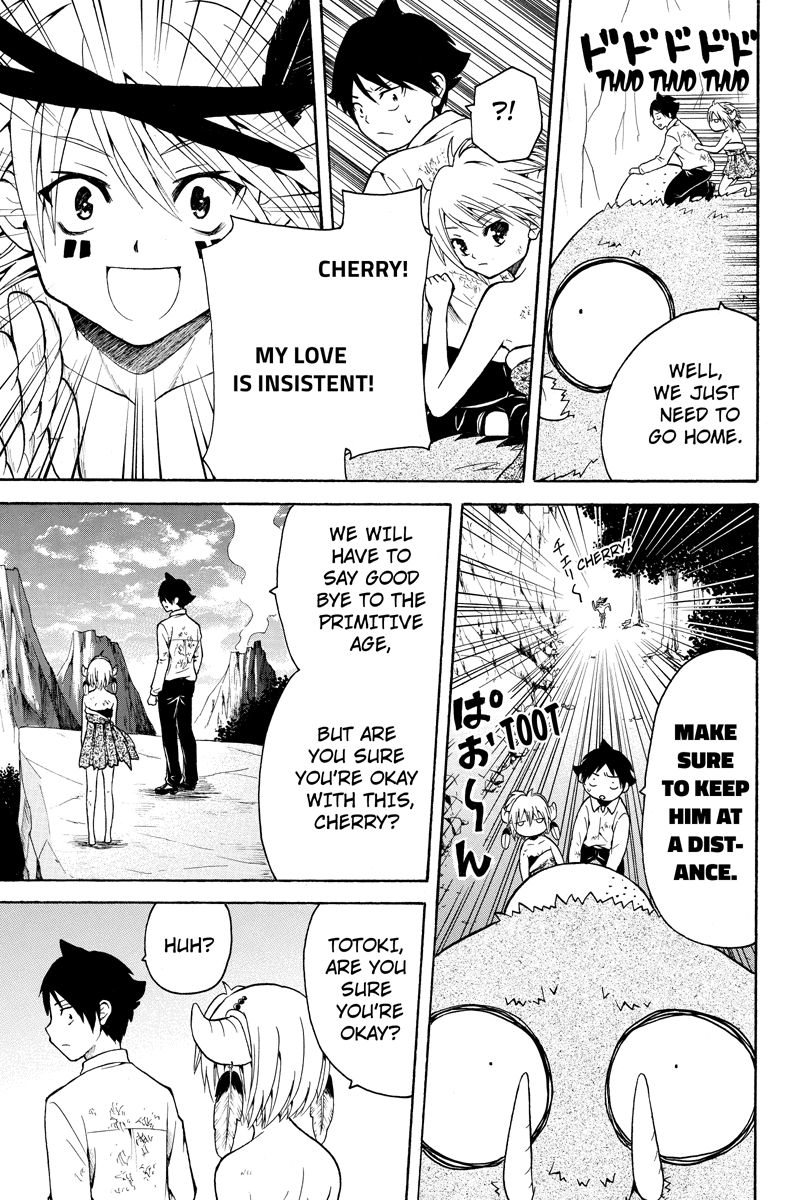 ドドドドド
THUD THUD THUD
WELL,
WE JUST
NEED TO
GO HOME.
?!
CHERRY!
MY LOVE
IS INSISTENT!
チェリ〜
CHERRY!
MAKE
SURE
TO KEEP
HIM AT
A DIST-
ANCE.
ぱお〜ん
TOOT
WE WILL
HAVE TO
SAY GOOD
BYE TO THE
PRIMITIVE
AGE,
BUT ARE
YOU SURE
YOU'RE OKAY
WITH THIS,
CHERRY?
TOTOKI,
ARE YOU
SURE
YOU'RE
OKAY?
HUH?